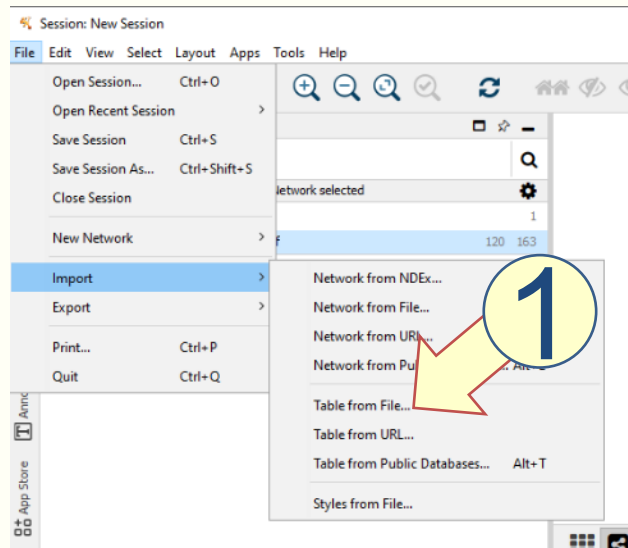 Session: New Session
File Edit View Select Layout Apps Tools Help
Open Session... Ctrl+O
Open Recent Session >
Save Session Ctrl+S
Save Session As... Ctrl+Shift+S
Close Session
Network selected
1
New Network >
120 163
Import >
Export >
Print... Ctrl+P
Quit Ctrl+Q
Network from NDEx...
Network from File...
Network from URL...
Network from
Table from File...
Table from URL...
Table from Public Databases... Alt+T
Styles from File...
1
App Store